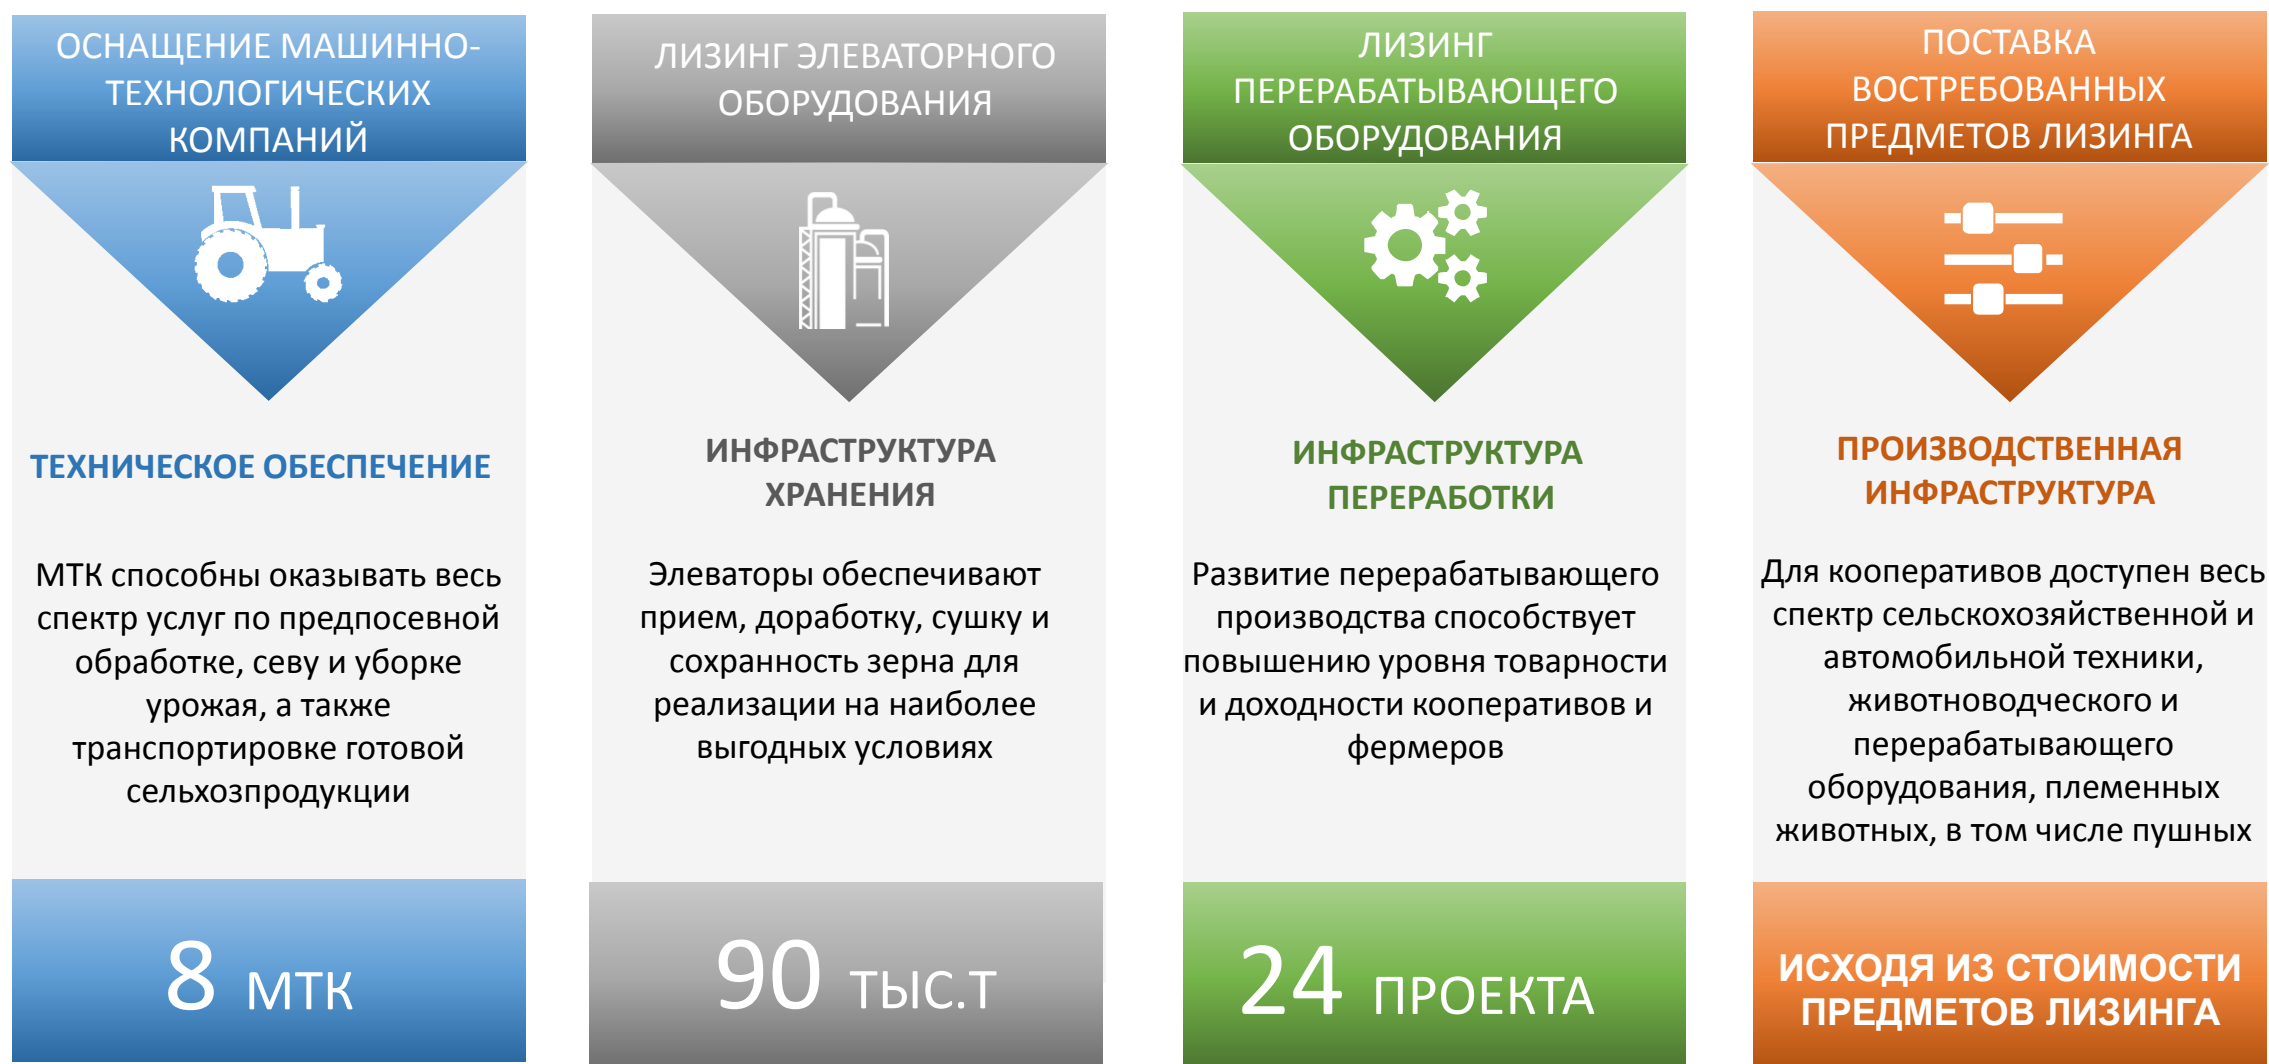 ОСНАЩЕНИЕ МАШИННО-
ТЕХНОЛОГИЧЕСКИХ
КОМПАНИЙ
ТЕХНИЧЕСКОЕ ОБЕСПЕЧЕНИЕ
МТК способны оказывать весь
спектр услуг по предпосевной
обработке, севу и уборке
урожая, а также
транспортировке готовой
сельхозпродукции
8 МТК
ЛИЗИНГ ЭЛЕВАТОРНОГО
ОБОРУДОВАНИЯ
ИНФРАСТРУКТУРА
ХРАНЕНИЯ
Элеваторы обеспечивают
прием, доработку, сушку и
сохранность зерна для
реализации на наиболее
выгодных условиях
90 ТЫС.Т
ЛИЗИНГ
ПЕРЕРАБАТЫВАЮЩЕГО
ОБОРУДОВАНИЯ
ИНФРАСТРУКТУРА
ПЕРЕРАБОТКИ
Развитие перерабатывающего
производства способствует
повышению уровня товарности
и доходности кооперативов и
фермеров
24 ПРОЕКТА
ПОСТАВКА
ВОСТРЕБОВАННЫХ
ПРЕДМЕТОВ ЛИЗИНГА
ПРОИЗВОДСТВЕННАЯ
ИНФРАСТРУКТУРА
Для кооперативов доступен весь
спектр сельскохозяйственной и
автомобильной техники,
животноводческого и
перерабатывающего
оборудования, племенных
животных, в том числе пушных
ИСХОДЯ ИЗ СТОИМОСТИ
ПРЕДМЕТОВ ЛИЗИНГА